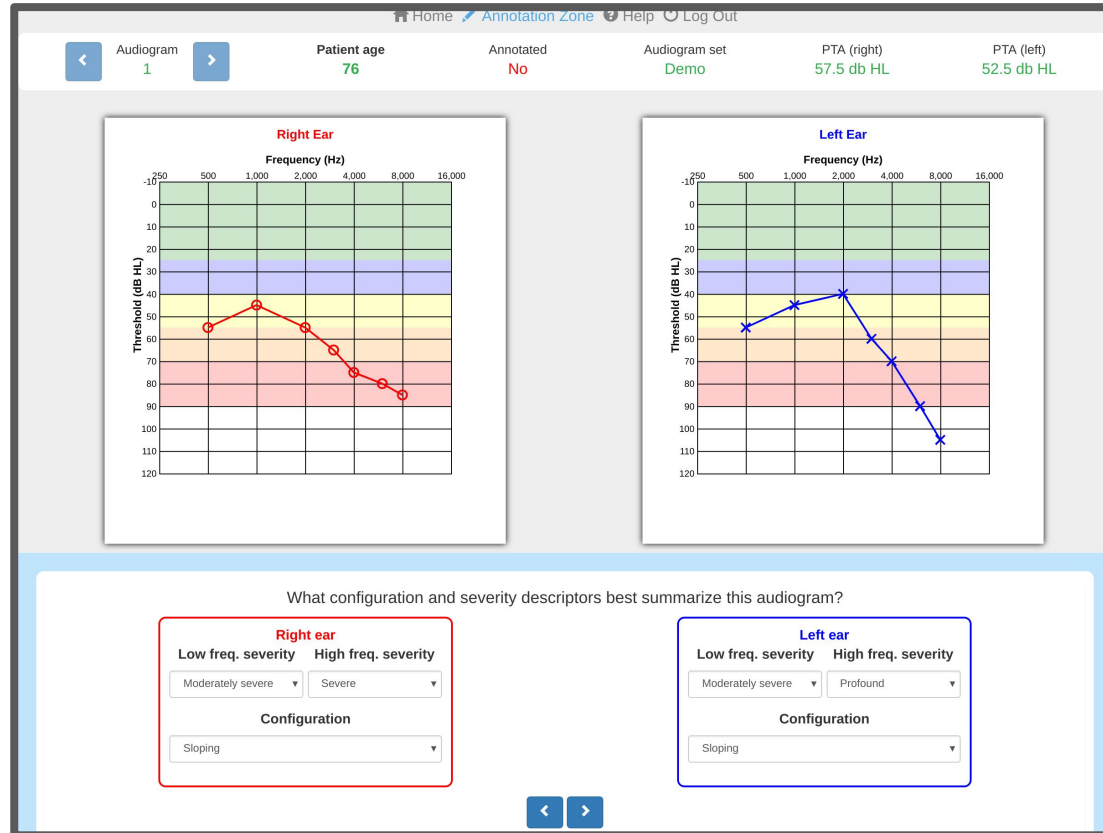 Home Annotation Zone Help Log Out
Audiogram Patient age Annotated Audiogram set PTA (right) PTA (left)
1 76 No Demo 57.5 db HL 52.5 db HL
Right Ear
Frequency (Hz)
250 500 1,000 2,000 4,000 8,000 16,000
Threshold (dB HL)
-10
0
10
20
30
40
50
60
70
80
90
100
110
120
Left Ear
Frequency (Hz)
250 500 1,000 2,000 4,000 8,000 16,000
Threshold (dB HL)
-10
0
10
20
30
40
50
60
70
80
90
100
110
120
What configuration and severity descriptors best summarize this audiogram?
Right ear
Low freq. severity High freq. severity
Moderately severe Severe
Configuration
Sloping
Left ear
Low freq. severity High freq. severity
Moderately severe Profound
Configuration
Sloping